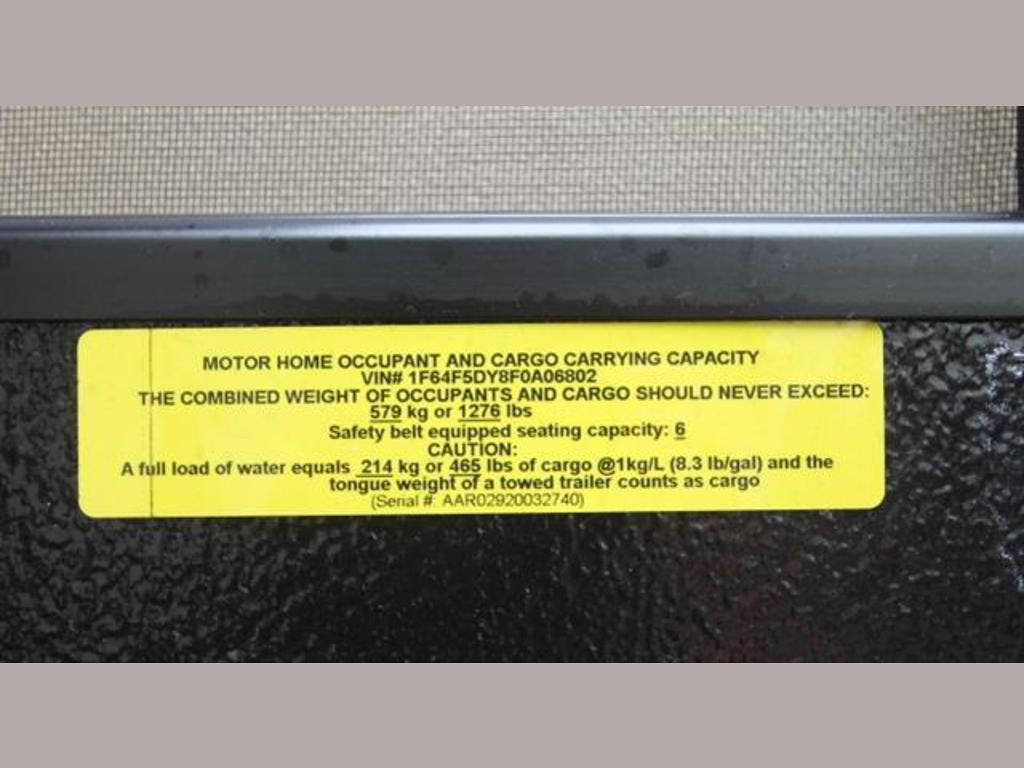 MOTOR HOME OCCUPANT AND CARGO CARRYING CAPACITY
VIN# 1F64F5DY8F0A06802
THE COMBINED WEIGHT OF OCCUPANTS AND CARGO SHOULD NEVER EXCEED:
579 kg or 1276 lbs
Safety belt equipped seating capacity: 6
CAUTION:
A full load of water equals 214 kg or 465 lbs of cargo @1kg/L (8.3 lb/gal) and the
tongue weight of a towed trailer counts as cargo
(Serial #: AAR02920032740)